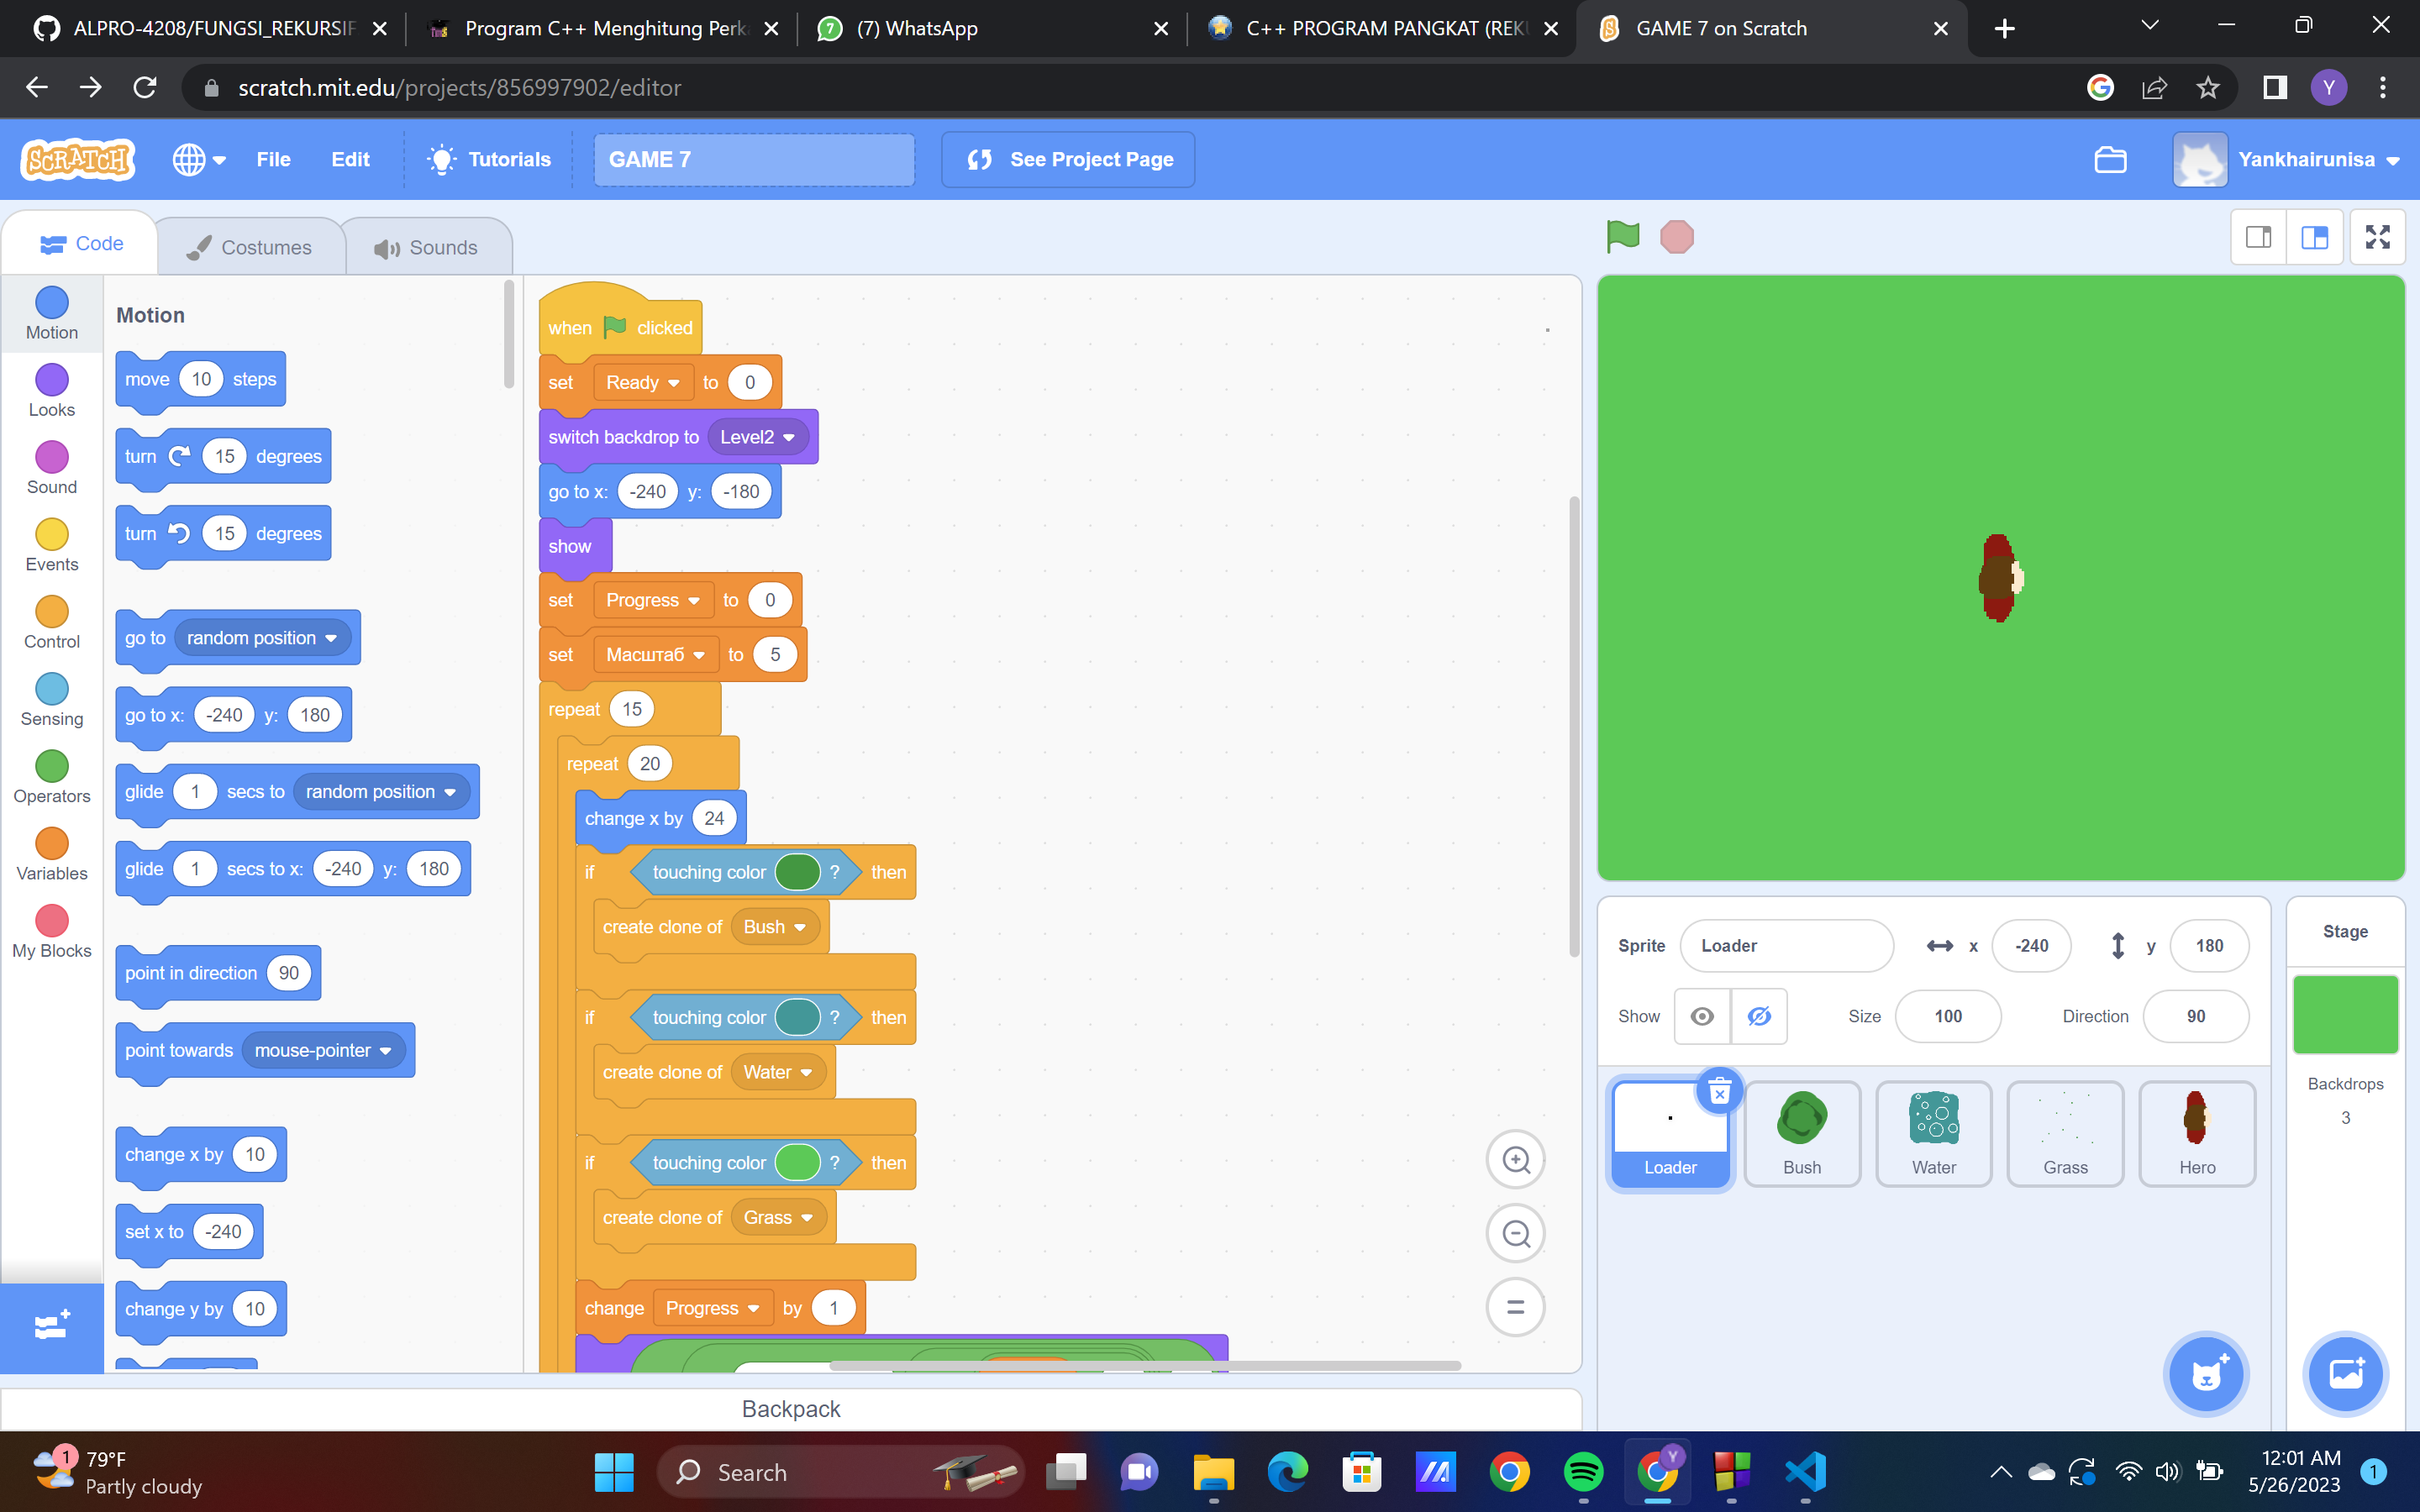 ALPRO-4208/FUNGSI_REKURSIF
Program C++ Menghitung Perka
7 (7) WhatsApp
C++ PROGRAM PANGKAT (REKU
GAME 7 on Scratch
scratch.mit.edu/projects/856997902/editor
Y
SCRATCH
File
Edit
Tutorials
GAME 7
See Project Page
Yankhairunisa
Code
Costumes
Sounds
Motion
Looks
Sound
Events
Control
Sensing
Operators
Variables
My Blocks
Motion
move 10 steps
turn 15 degrees
turn 15 degrees
go to random position
go to x: -240 y: 180
glide 1 secs to random position
glide 1 secs to x: -240 y: 180
point in direction 90
point towards mouse-pointer
change x by 10
set x to -240
change y by 10
when clicked
set Ready to 0
switch backdrop to Level2
go to x: -240 y: -180
show
set Progress to 0
set Масштаб to 5
repeat 15
repeat 20
change x by 24
if touching color ? then
create clone of Bush
if touching color ? then
create clone of Water
if touching color ? then
create clone of Grass
change Progress by 1
Backpack
Sprite Loader x -240 y 180
Show Size 100 Direction 90
Loader
Bush
Water
Grass
Hero
Stage
Backdrops
3
1
79°F
Partly cloudy
Search
Y
12:01 AM
5/26/2023
1